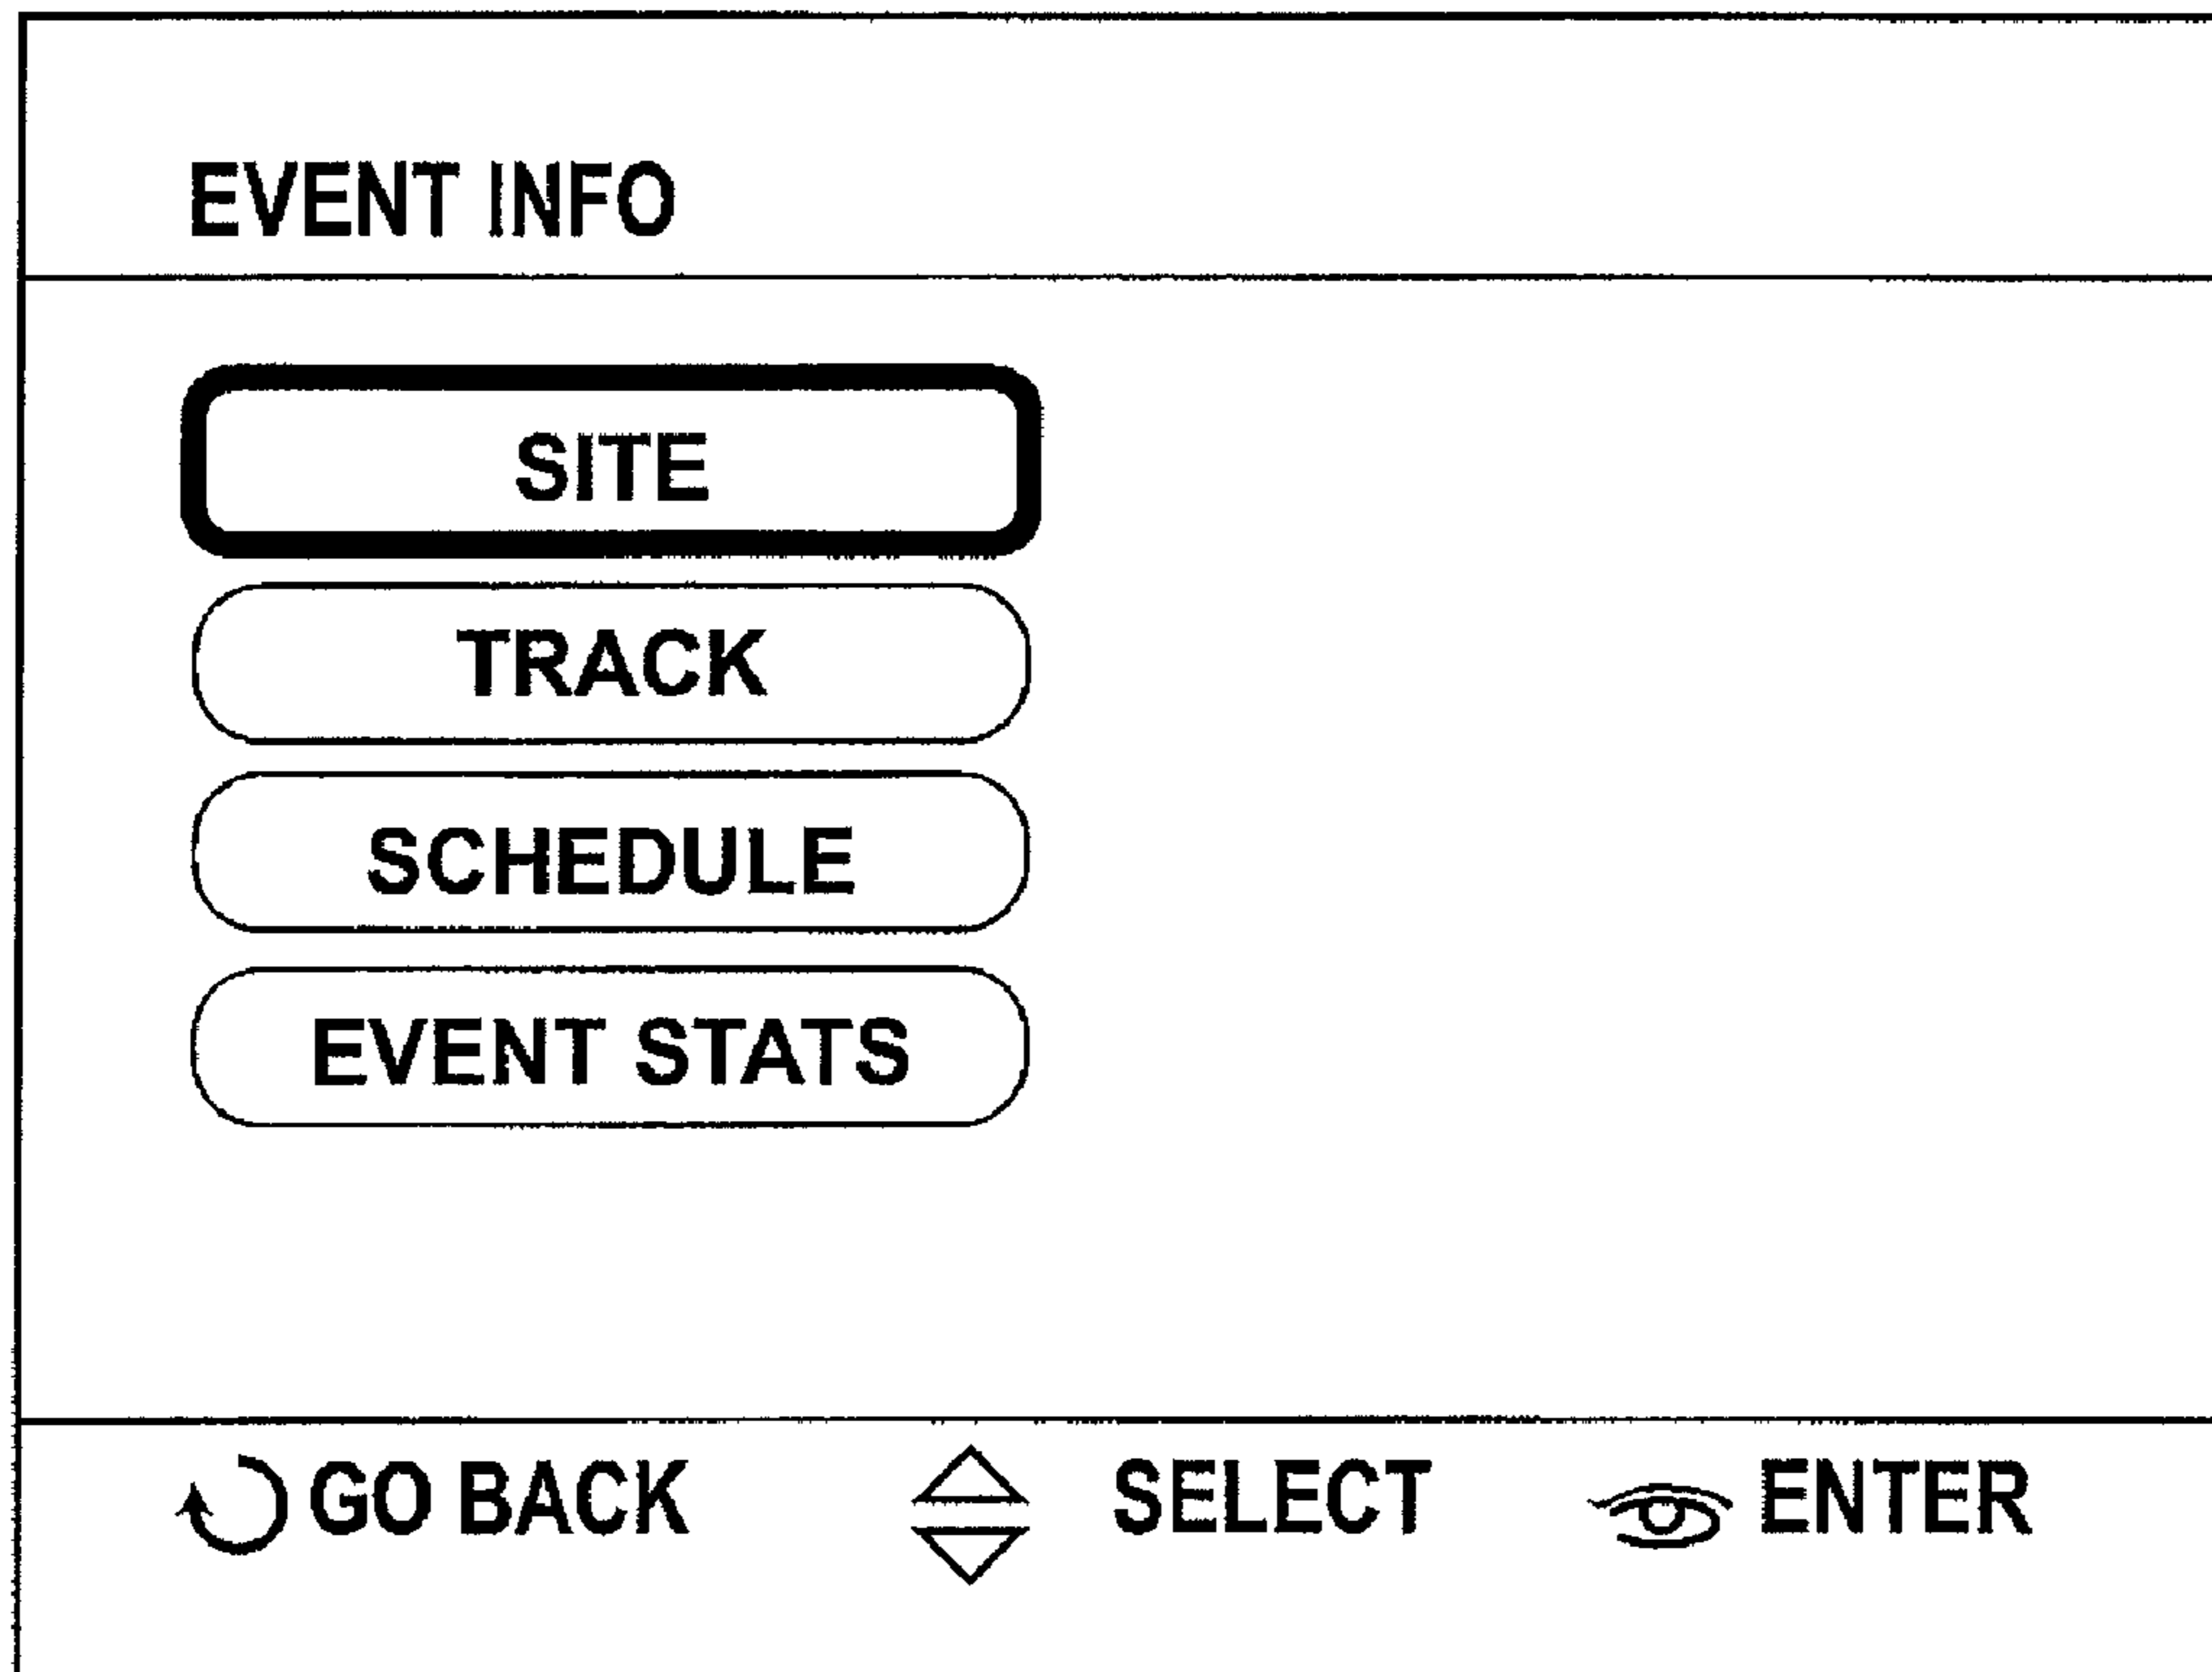 EVENT INFO
SITE
TRACK
SCHEDULE
EVENT STATS
GO BACK SELECT ENTER